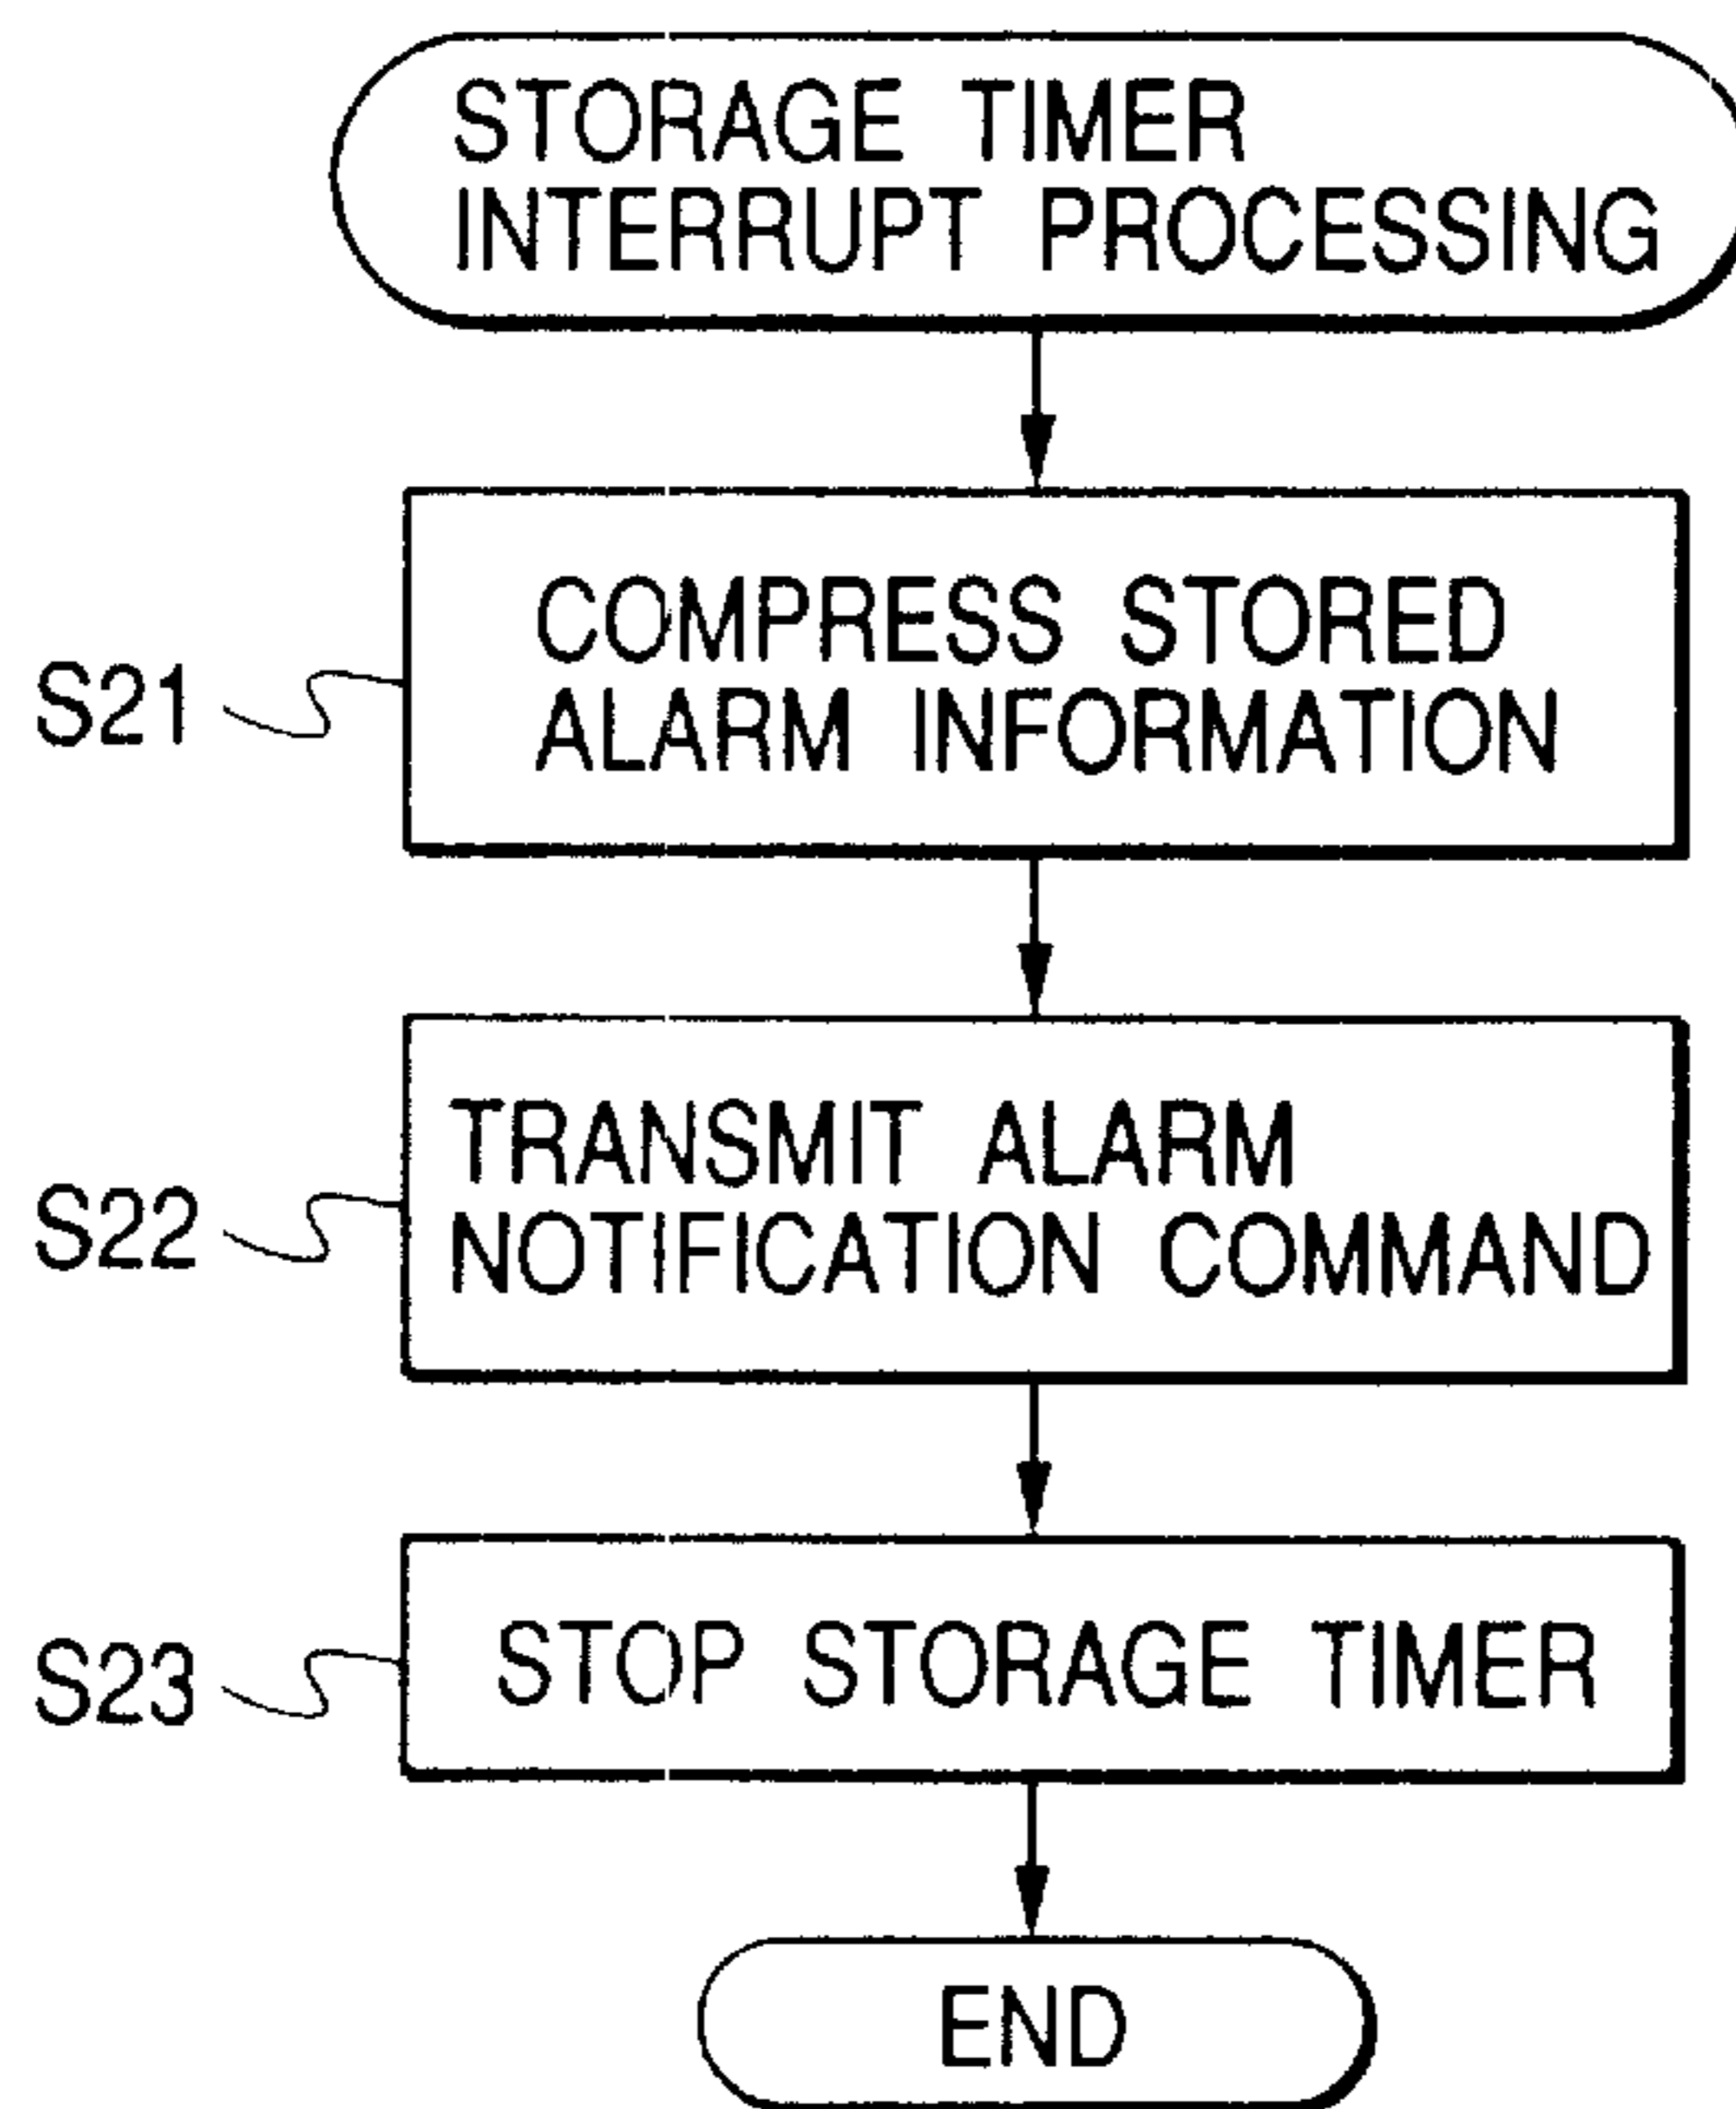 STORAGE TIMER
INTERRUPT PROCESSING
S21
COMPRESS STORED
ALARM INFORMATION
S22
TRANSMIT ALARM
NOTIFICATION COMMAND
S23
STOP STORAGE TIMER
END